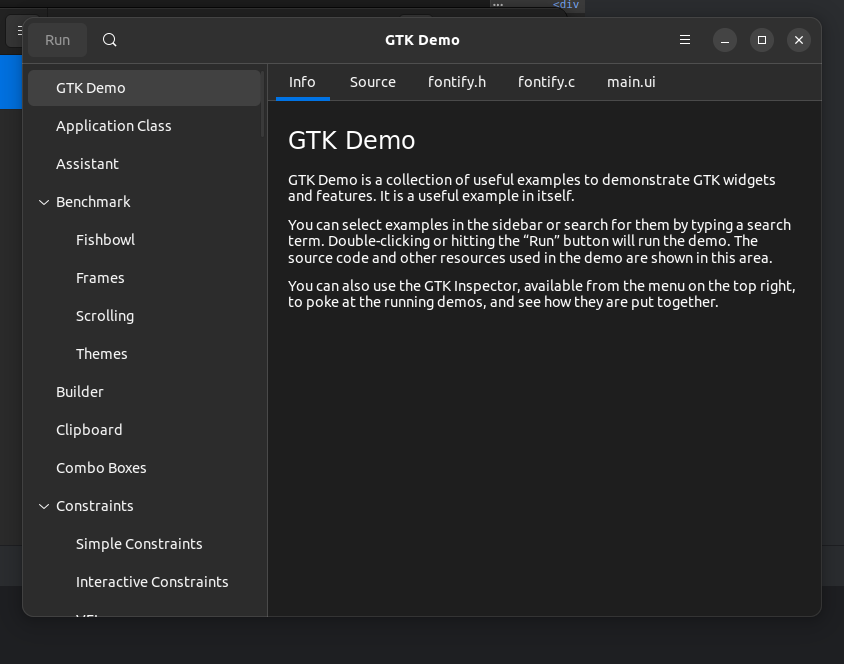 <div
Run
GTK Demo
GTK Demo
Application Class
Assistant
Benchmark
Fishbowl
Frames
Scrolling
Themes
Builder
Clipboard
Combo Boxes
Constraints
Simple Constraints
Interactive Constraints
Info Source fontify.h fontify.c main.ui
GTK Demo
GTK Demo is a collection of useful examples to demonstrate GTK widgets
and features. It is a useful example in itself.
You can select examples in the sidebar or search for them by typing a search
term. Double-clicking or hitting the “Run” button will run the demo. The
source code and other resources used in the demo are shown in this area.
You can also use the GTK Inspector, available from the menu on the top right,
to poke at the running demos, and see how they are put together.